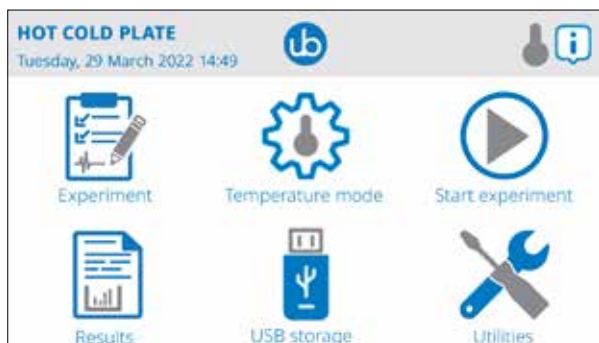 HOT COLD PLATE
Tuesday, 29 March 2022 14:49
ub
i
Experiment
Temperature mode
Start experiment
Results
USB storage
Utilities